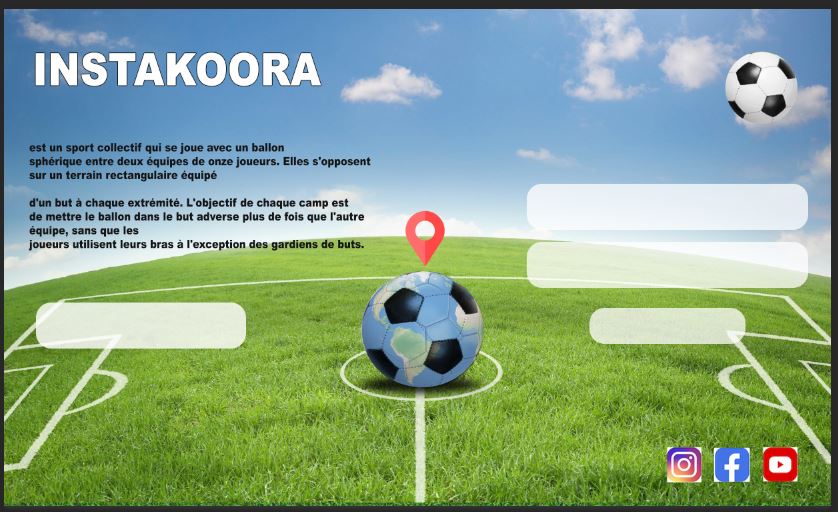 INSTAKOORA
est un sport collectif qui se joue avec un ballon
sphérique entre deux équipes de onze joueurs. Elles s'opposent
sur un terrain rectangulaire équipé
d'un but à chaque extrémité. L'objectif de chaque camp est
de mettre le ballon dans le but adverse plus de fois que l'autre
équipe, sans que les
joueurs utilisent leurs bras à l'exception des gardiens de buts.